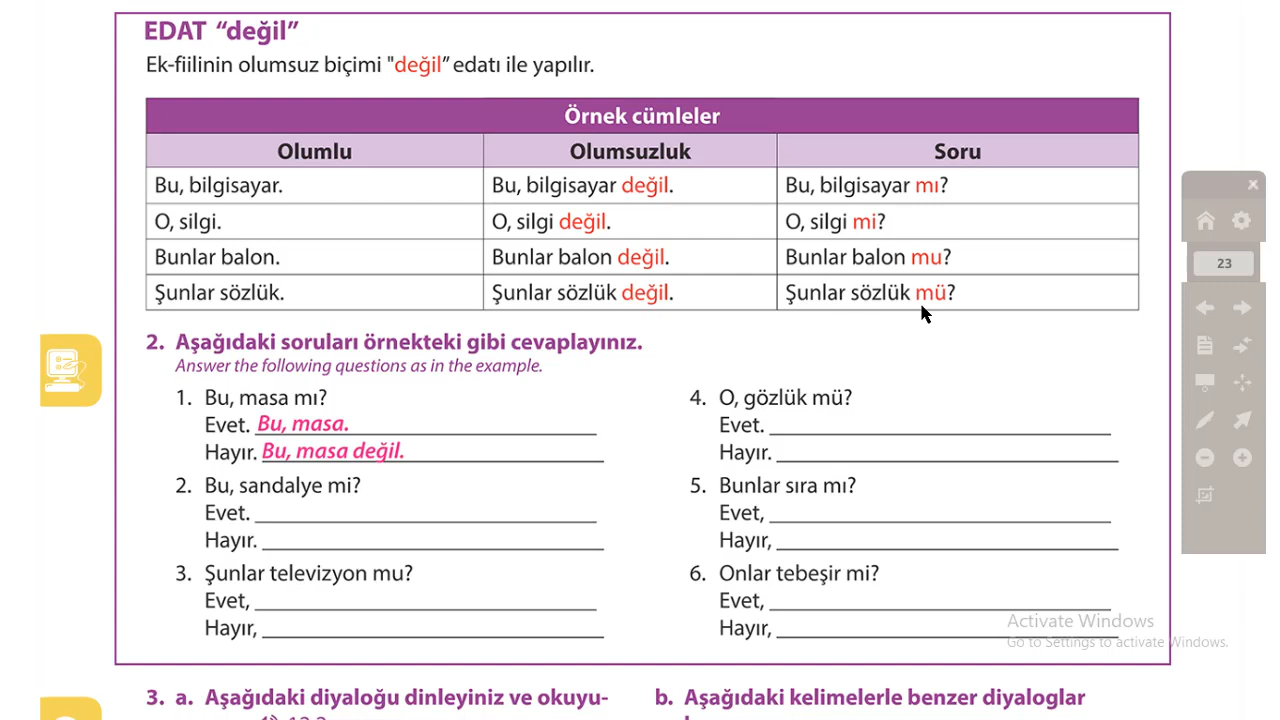 EDAT “değil”
Ek-fiilinin olumsuz biçimi "değil” edatı ile yapılır.
Örnek cümleler
Olumlu Olumsuzluk Soru
Bu, bilgisayar. Bu, bilgisayar değil. Bu, bilgisayar mı?
O, silgi. O, silgi değil. O, silgi mi?
Bunlar balon. Bunlar balon değil. Bunlar balon mu?
Şunlar sözlük. Şunlar sözlük değil. Şunlar sözlük mü?
23
2. Aşağıdaki soruları örnekteki gibi cevaplayınız.
Answer the following questions as in the example.
1. Bu, masa mı?
Evet. Bu, masa.
Hayır. Bu, masa değil.
2. Bu, sandalye mi?
Evet.
Hayır.
3. Şunlar televizyon mu?
Evet,
Hayır,
4. O, gözlük mü?
Evet.
Hayır.
5. Bunlar sıra mı?
Evet,
Hayır,
6. Onlar tebeşir mi?
Evet,
Hayır,
Activate Windows
Go to Settings to activate Windows.
3. a. Aşağıdaki diyaloğu dinleyiniz ve okuyu-
b. Aşağıdaki kelimelerle benzer diyaloglar